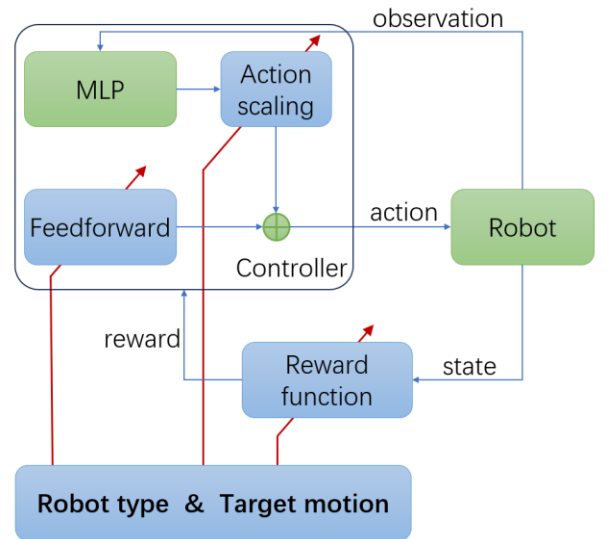 observation
MLP
Action
scaling
Feedforward
action
Robot
Controller
reward
Reward
function
state
Robot type & Target motion